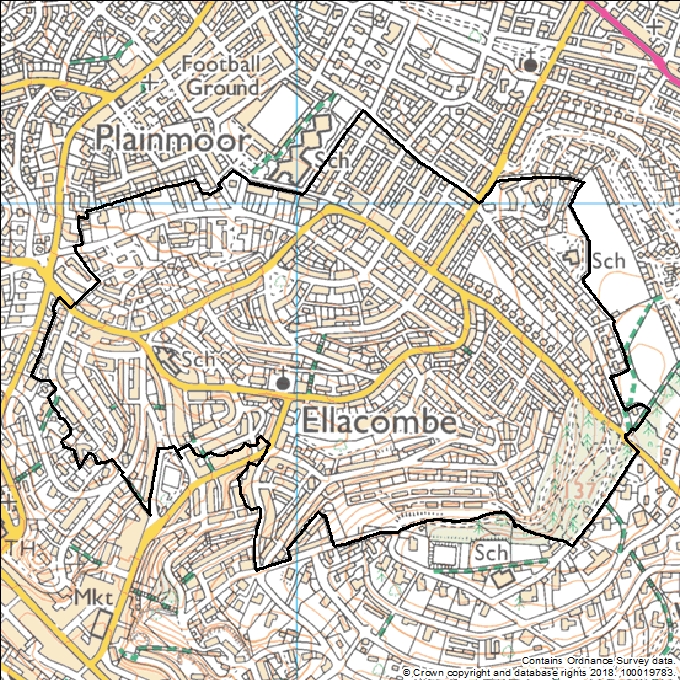 Football
Ground
Plainmoor
Sch
Sch
Sch
Ellacombe
137
TH
Sch
Mkt
Contains Ordnance Survey data.
© Crown copyright and database rights 2018. 100019783.